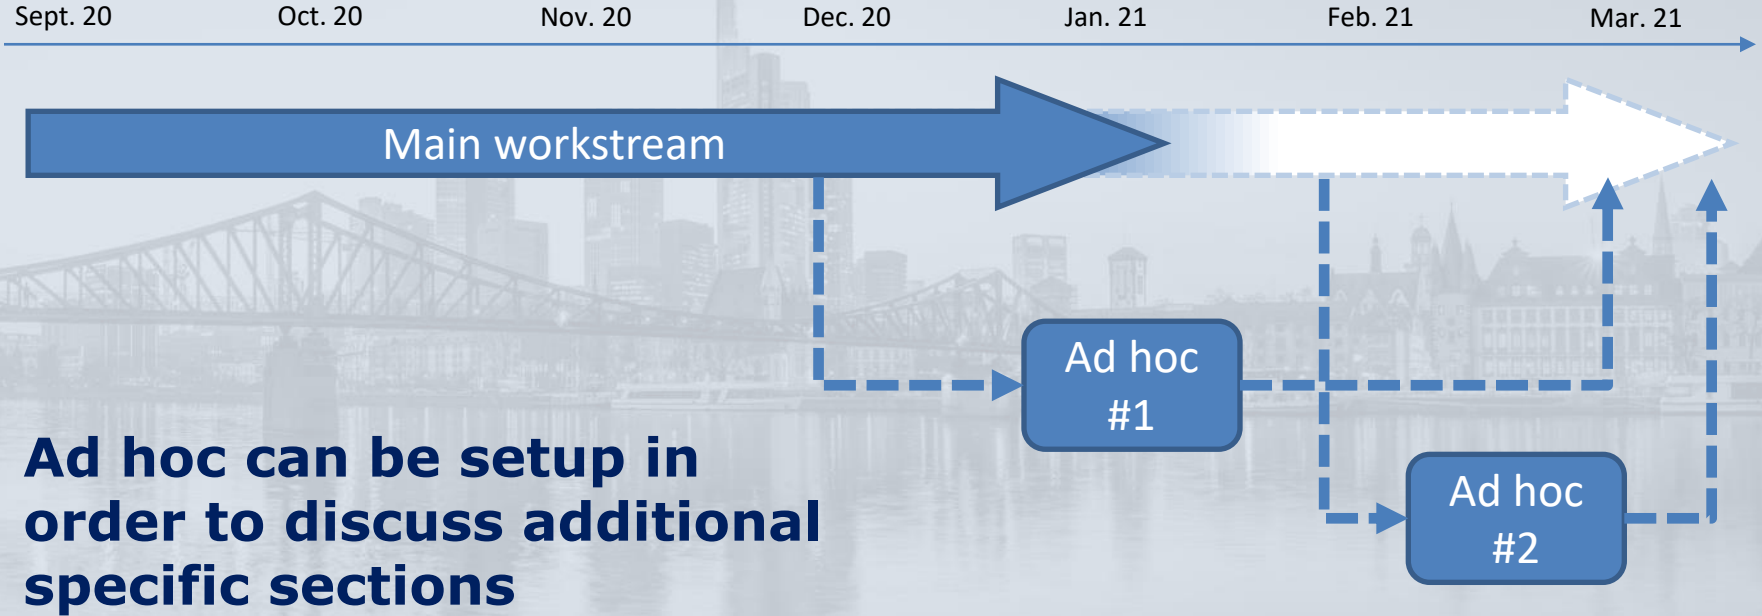 Sept. 20
Oct. 20
Nov. 20
Dec. 20
Jan. 21
Feb. 21
Mar. 21
Main workstream
Ad hoc
#1
Ad hoc
#2
Ad hoc can be setup in
order to discuss additional
specific sections